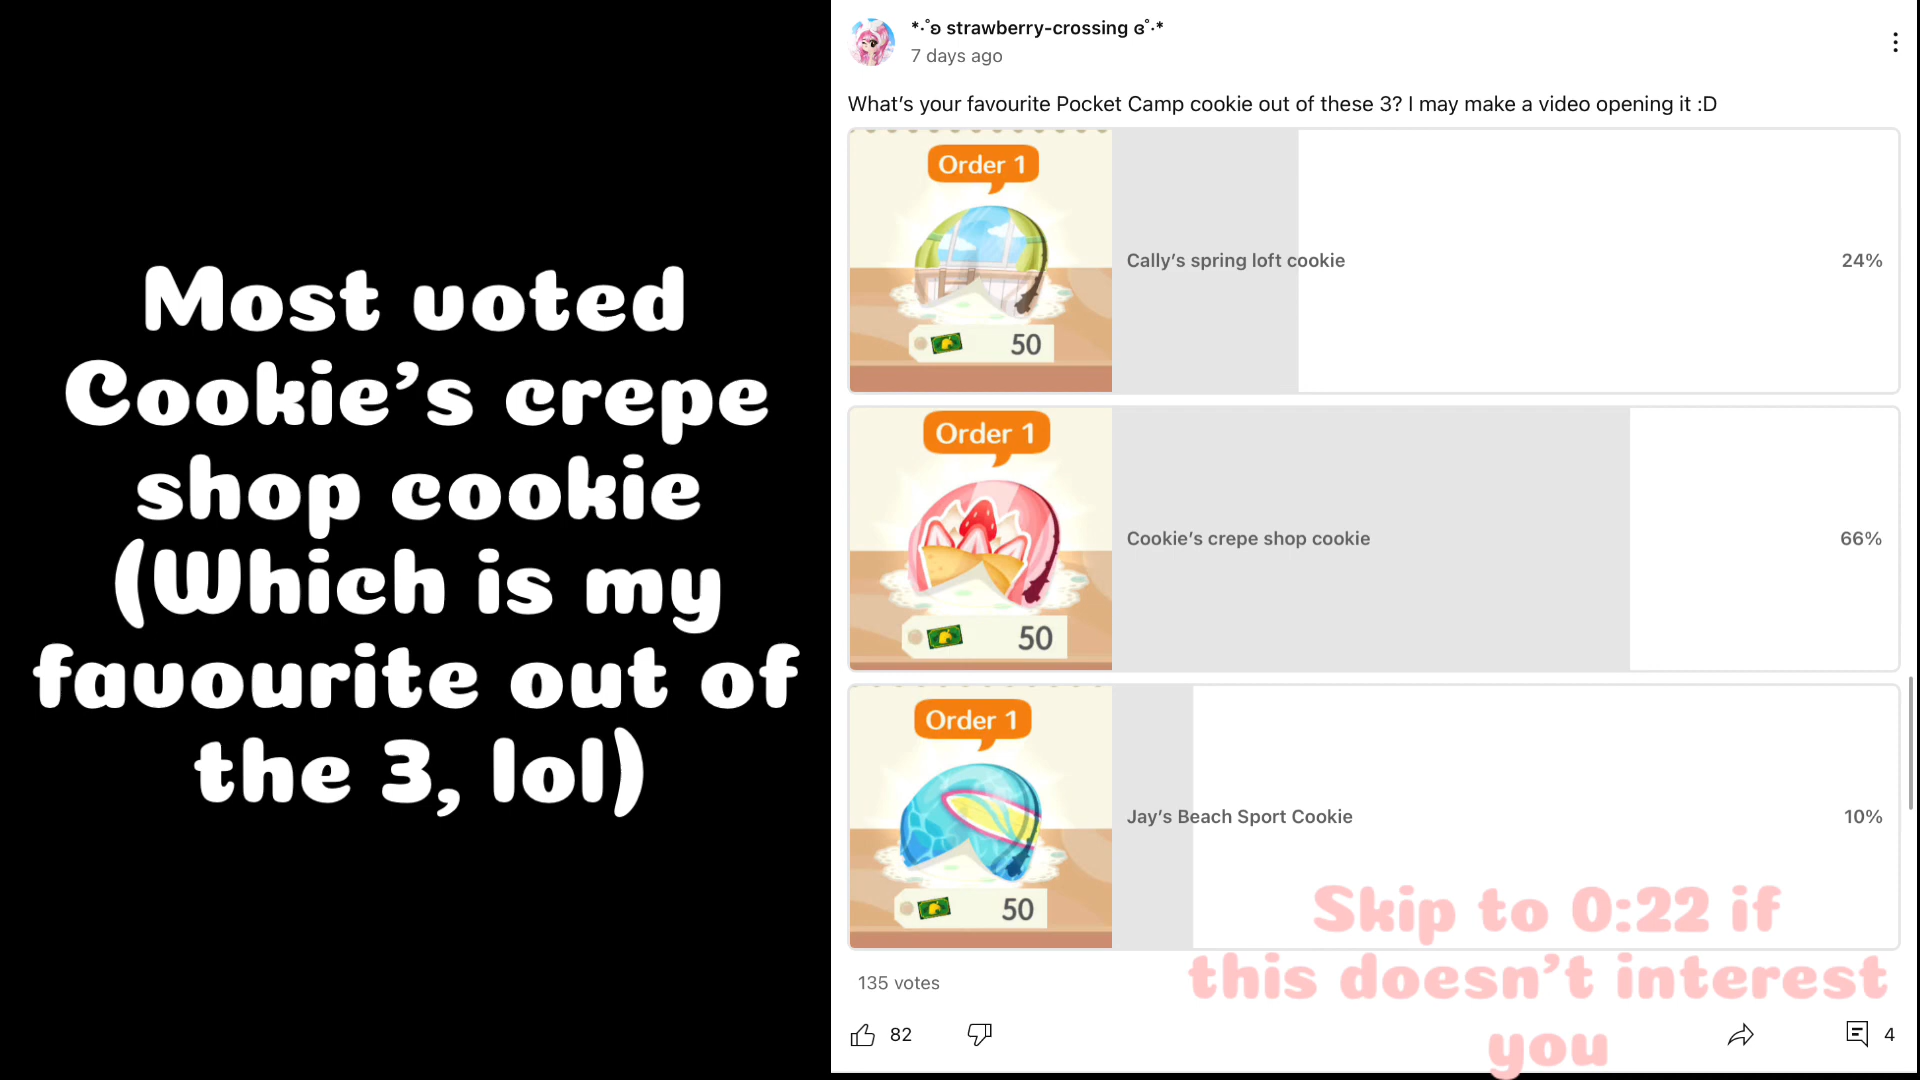 Most voted
Cookie’s crepe
shop cookie
(Which is my
favourite out of
the 3, lol)
*·˚ʚ strawberry-crossing ɞ˚·*
7 days ago
What’s your favourite Pocket Camp cookie out of these 3? I may make a video opening it :D
Order 1
50
Cally’s spring loft cookie
24%
Order 1
50
Cookie’s crepe shop cookie
66%
Order 1
50
Jay’s Beach Sport Cookie
10%
Skip to 0:22 if
this doesn’t interest
you
135 votes
82
4